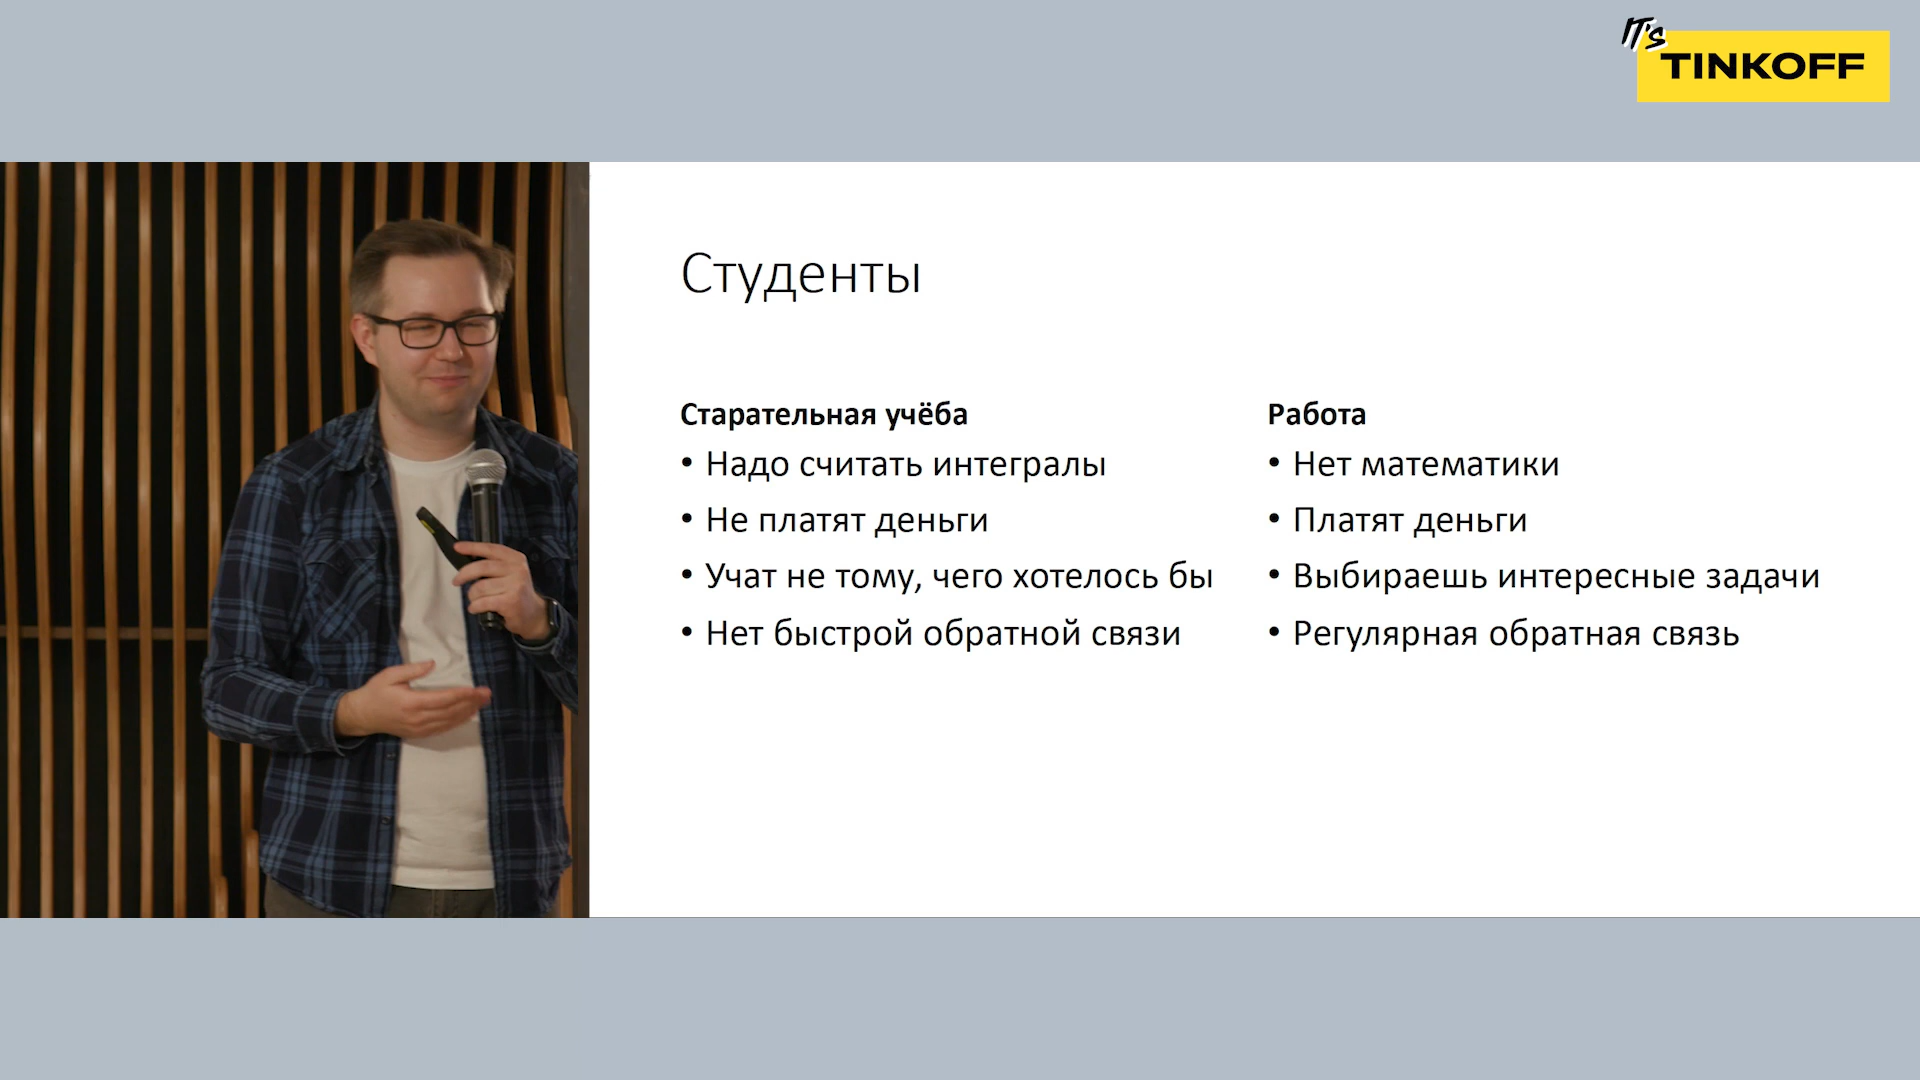 IT's
TINKOFF
Студенты
Старательная учёба
• Надо считать интегралы
• Не платят деньги
• Учат не тому, чего хотелось бы
• Нет быстрой обратной связи
Работа
• Нет математики
• Платят деньги
• Выбираешь интересные задачи
• Регулярная обратная связь